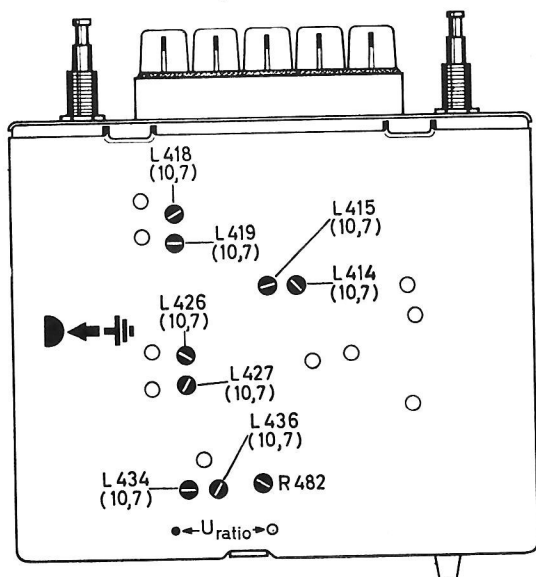 L 418
(10,7)
L 419
(10,7)
L 415
(10,7)
L 414
(10,7)
L 426
(10,7)
L 427
(10,7)
L 436
(10,7)
L 434
(10,7)
R 482
U ratio